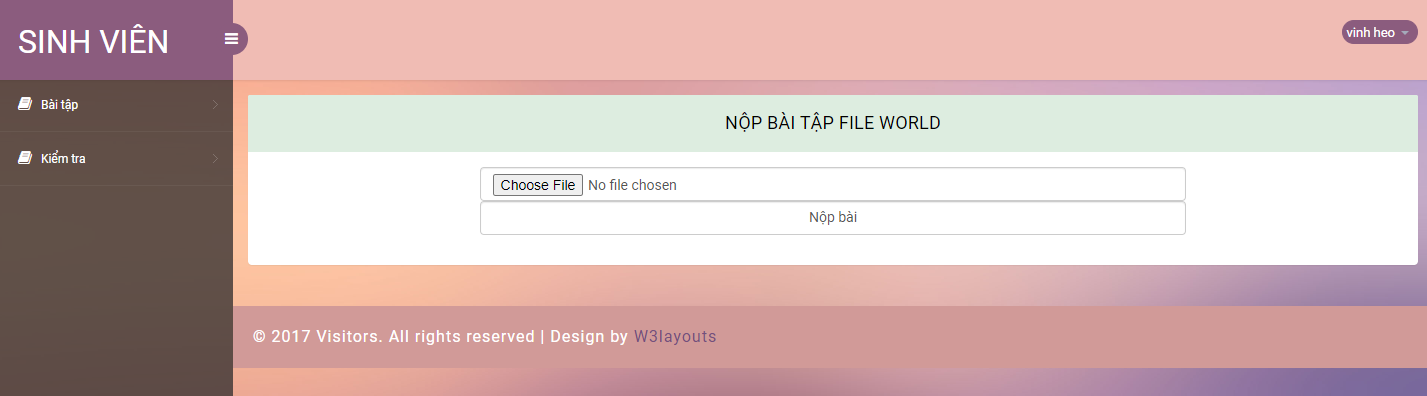 SINH VIÊN
vinh heo
Bài tập
Kiểm tra
NỘP BÀI TẬP FILE WORLD
Choose File No file chosen
Nộp bài
© 2017 Visitors. All rights reserved | Design by W3layouts